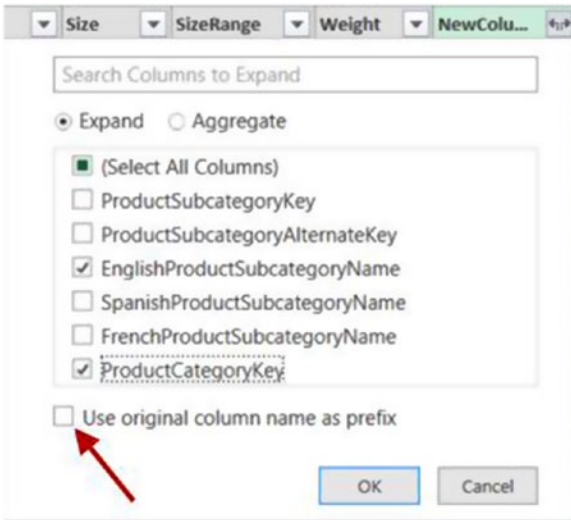 Size SizeRange Weight NewColu...
Search Columns to Expand
Expand Aggregate
(Select All Columns)
ProductSubcategoryKey
ProductSubcategoryAlternateKey
EnglishProductSubcategoryName
SpanishProductSubcategoryName
FrenchProductSubcategoryName
ProductCategoryKey
Use original column name as prefix
OK Cancel